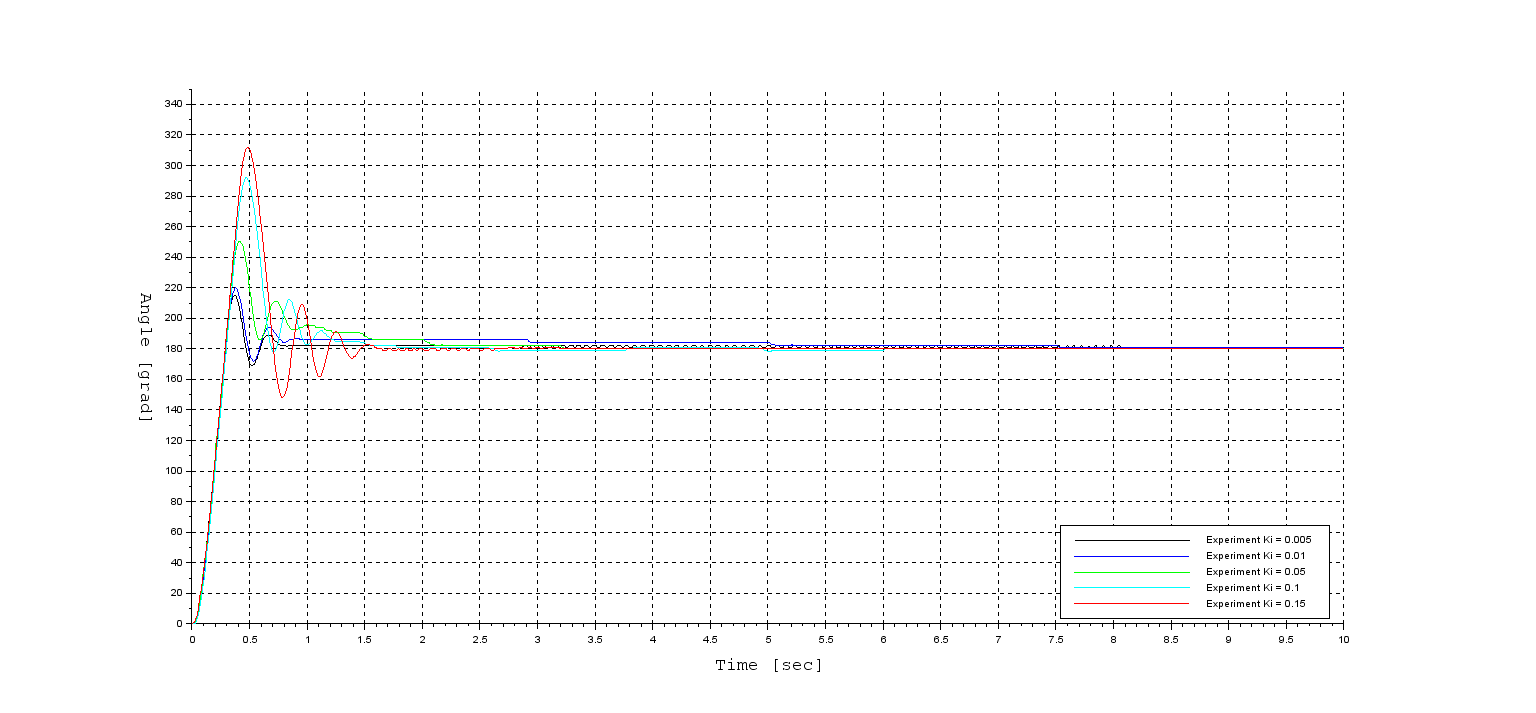 340
320
300
280
260
240
220
200
180
160
140
120
100
80
60
40
20
0
Angle [grad]
0 0.5 1 1.5 2 2.5 3 3.5 4 4.5 5 5.5 6 6.5 7 7.5 8 8.5 9 9.5 10
Time [sec]
Experiment Ki = 0.005
Experiment Ki = 0.01
Experiment Ki = 0.05
Experiment Ki = 0.1
Experiment Ki = 0.15